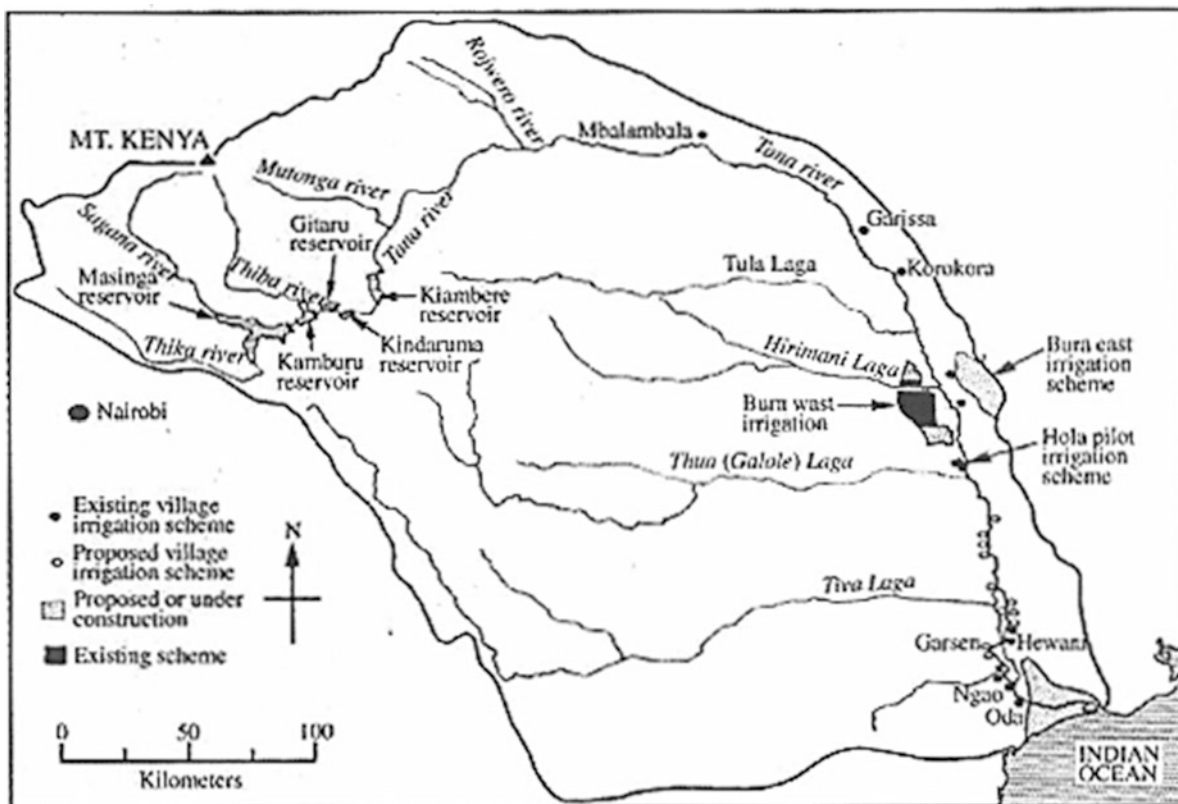 Rojwero river
Mbalambala
MT. KENYA
Tana river
Mutonga river
Garissa
Gitaru
reservoir
Tana river
Sagana river
Korokora
Tula Laga
Thiba river
Masinga
reservoir
Kiambere
reservoir
Thika river
Kindaruma
reservoir
Kamburu
reservoir
Hirimani Laga
Bura east
irrigation
scheme
Nairobi
Bura wast
irrigation
Hola pilot
irrigation
scheme
Thua (Galole) Laga
Existing village
irrigation scheme
N
Proposed village
irrigation scheme
Proposed or under
construction
Tiva Laga
Existing scheme
Garsen
Hewani
Ngao
Oda
0 50 100
Kilometers
INDIAN
OCEAN